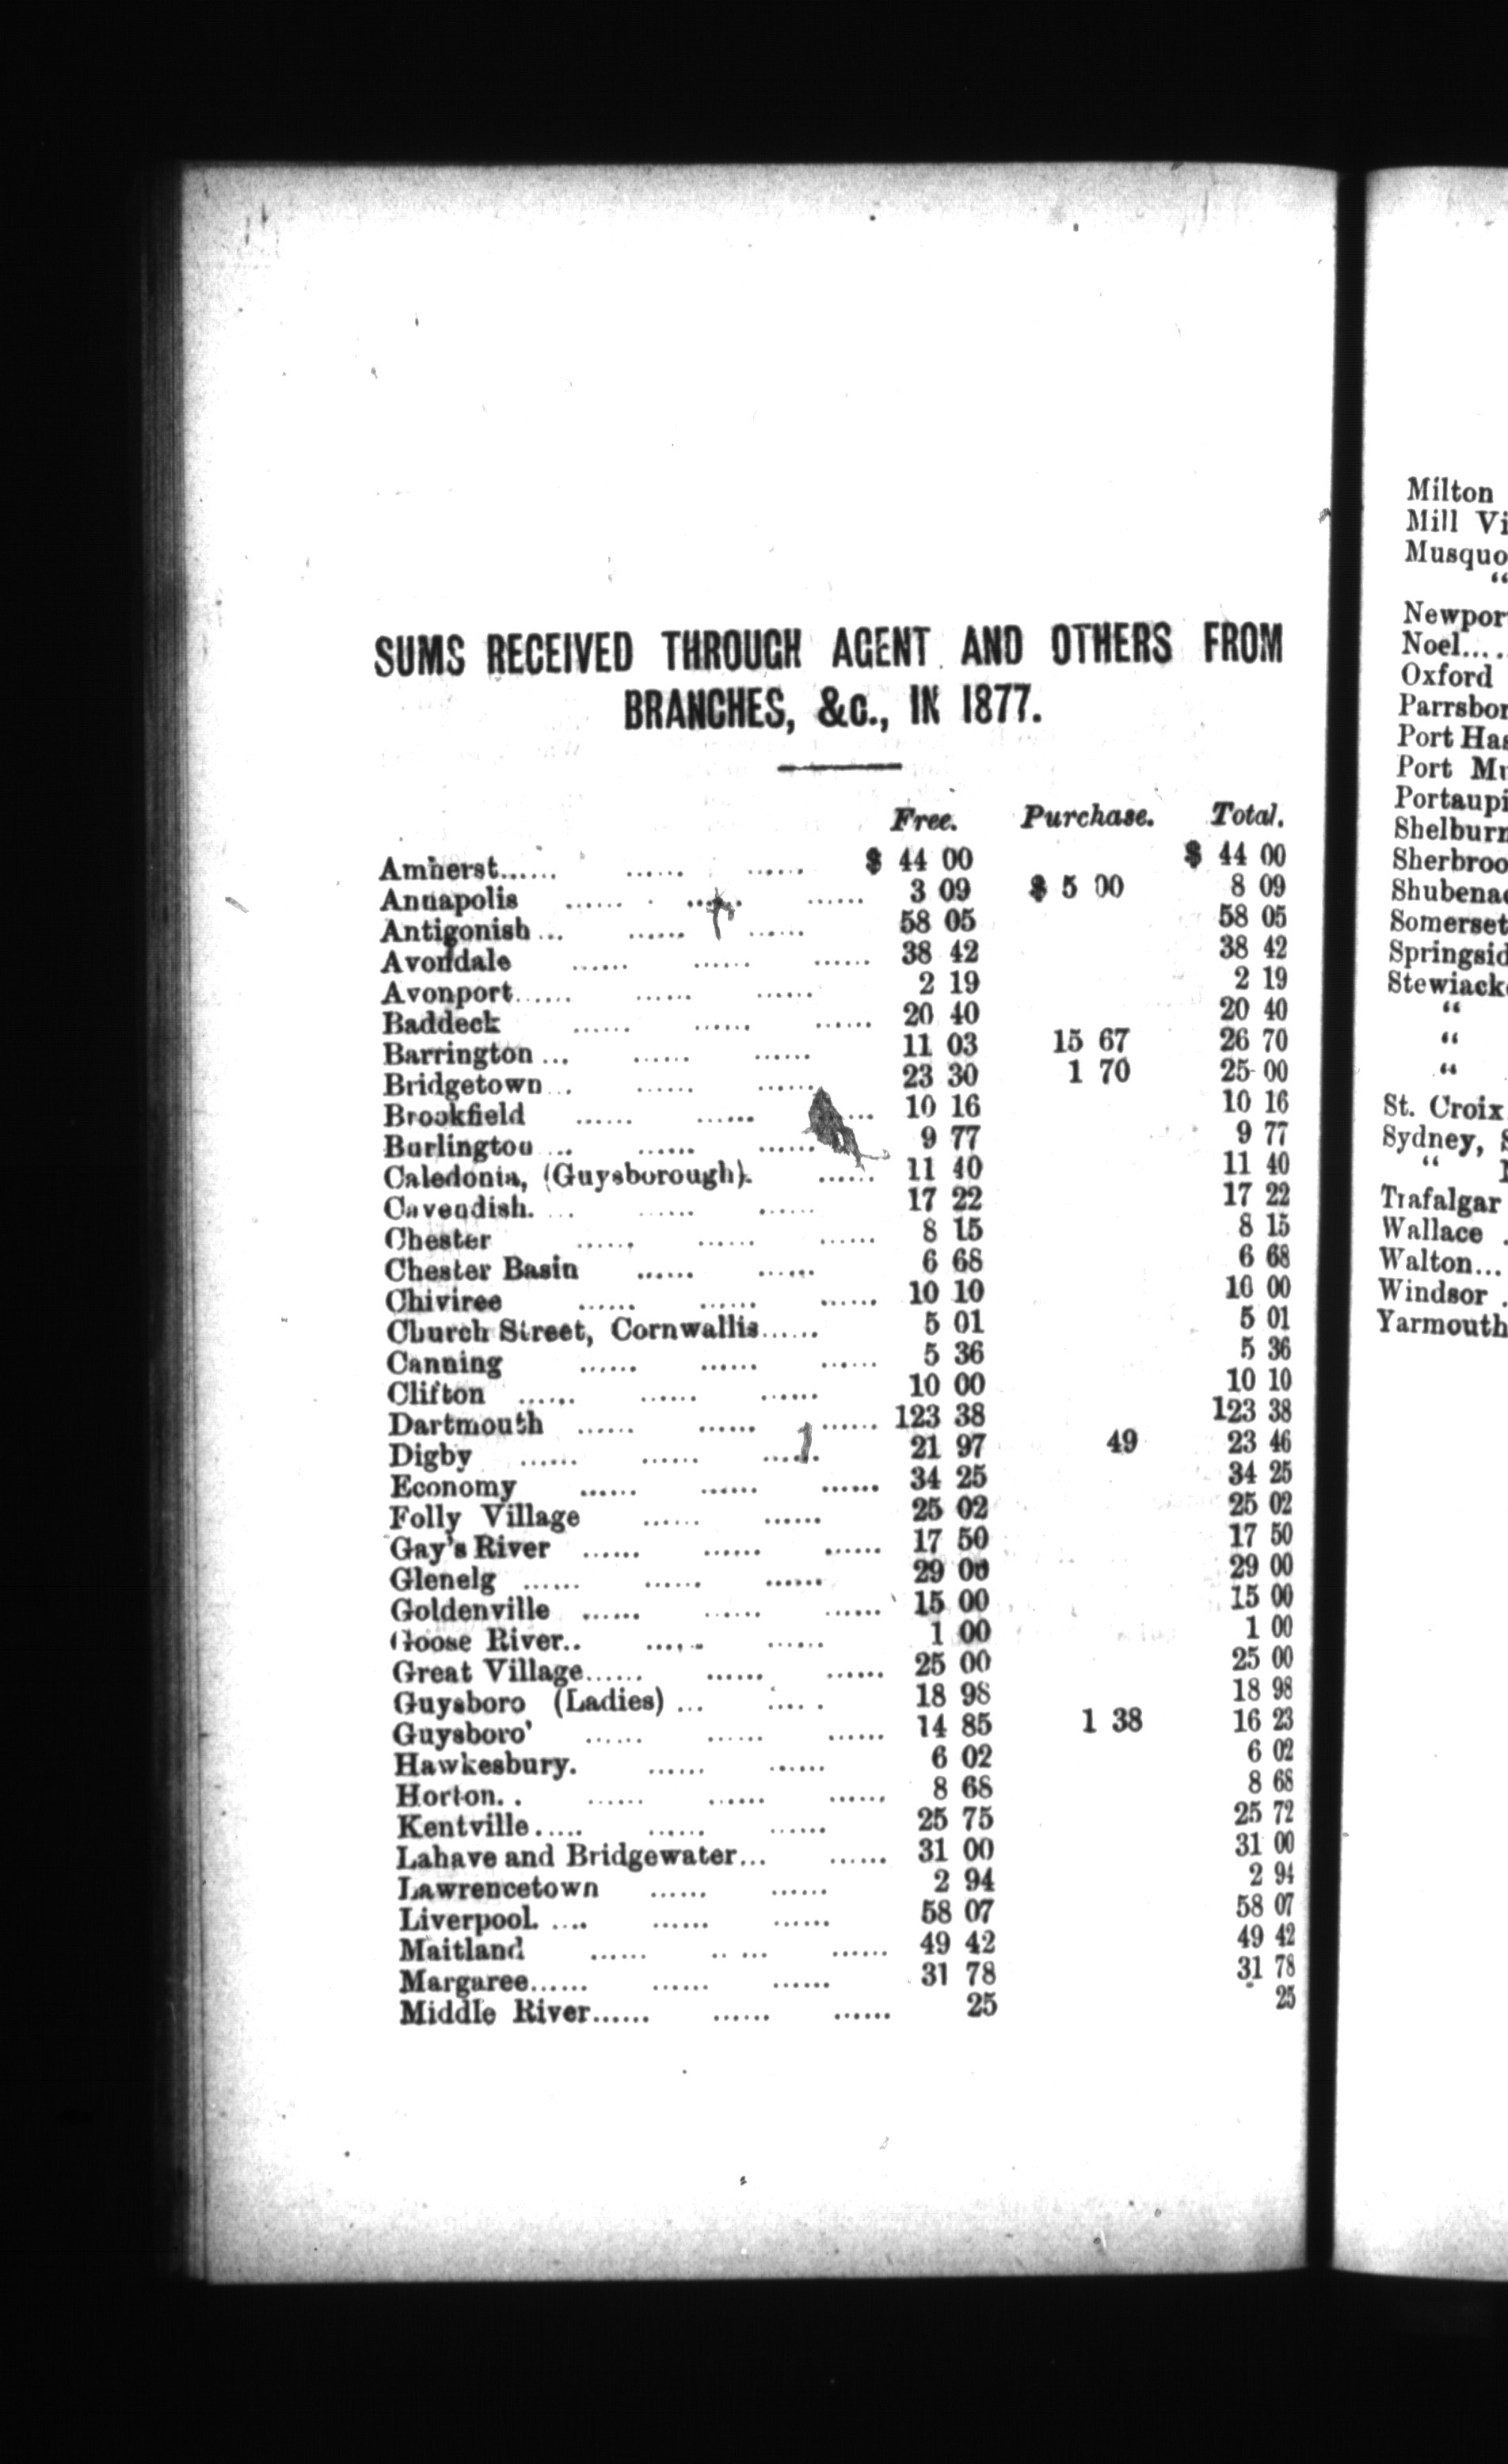 SUMS RECEIVED THROUGH AGENT AND OTHERS FROM
BRANCHES, &c., IN 1877.
Free. Purchase. Total.
Amherst...... ...... ...... $ 44 00 $ 44 00
Annapolis ...... ...... ...... 3 09 $ 5 00 8 09
Antigonish ... ...... ...... 58 05 58 05
Avondale ...... ...... ...... 38 42 38 42
Avonport...... ...... ...... 2 19 2 19
Baddeck ...... ...... ...... 20 40 20 40
Barrington ... ...... ...... 11 03 15 67 26 70
Bridgetown... ...... ...... 23 30 1 70 25 00
Brookfield ...... ...... ...... 10 16 10 16
Burlington ... ...... ...... 9 77 9 77
Caledonia, (Guysborough). ...... 11 40 11 40
Cavendish. ... ...... ...... 17 22 17 22
Chester ...... ...... ...... 8 15 8 15
Chester Basin ...... ...... 6 68 6 68
Chiviree ...... ...... ...... 10 10 10 00
Church Street, Cornwallis...... 5 01 5 01
Canning ...... ...... ...... 5 36 5 36
Clifton ...... ...... ...... 10 00 10 10
Dartmouth ...... ...... ...... 123 38 123 38
Digby ...... ...... ...... 21 97 49 23 46
Economy ...... ...... ...... 34 25 34 25
Folly Village ...... ...... 25 02 25 02
Gay's River ...... ...... ...... 17 50 17 50
Glenelg ...... ...... ...... 29 00 29 00
Goldenville ...... ...... ...... 15 00 15 00
Goose River.. ...... ...... 1 00 1 00
Great Village...... ...... ...... 25 00 25 00
Guysboro (Ladies) ... ..... . 18 98 18 98
Guysboro' ...... ...... ...... 14 85 1 38 16 23
Hawkesbury. ...... ...... 6 02 6 02
Horton. . ...... ...... ...... 8 68 8 68
Kentville..... ...... ...... 25 75 25 72
Lahave and Bridgewater... ...... 31 00 31 00
Lawrencetown ...... ...... 2 94 2 94
Liverpool. .... ...... ...... 58 07 58 07
Maitland ...... .. ... ...... 49 42 49 42
Margaree...... ...... ...... 31 78 31 78
Middle River...... ...... ...... 25 25
Milton
Mill Vi
Musquo
“
Newpor
Noel....
Oxford
Parrsbor
Port Has
Port Mu
Portaupi
Shelburn
Sherbroo
Shubenac
Somerset
Springsid
Stewiack
“
“
“
St. Croix
Sydney, S
“
Trafalgar
Wallace .
Walton...
Windsor .
Yarmouth